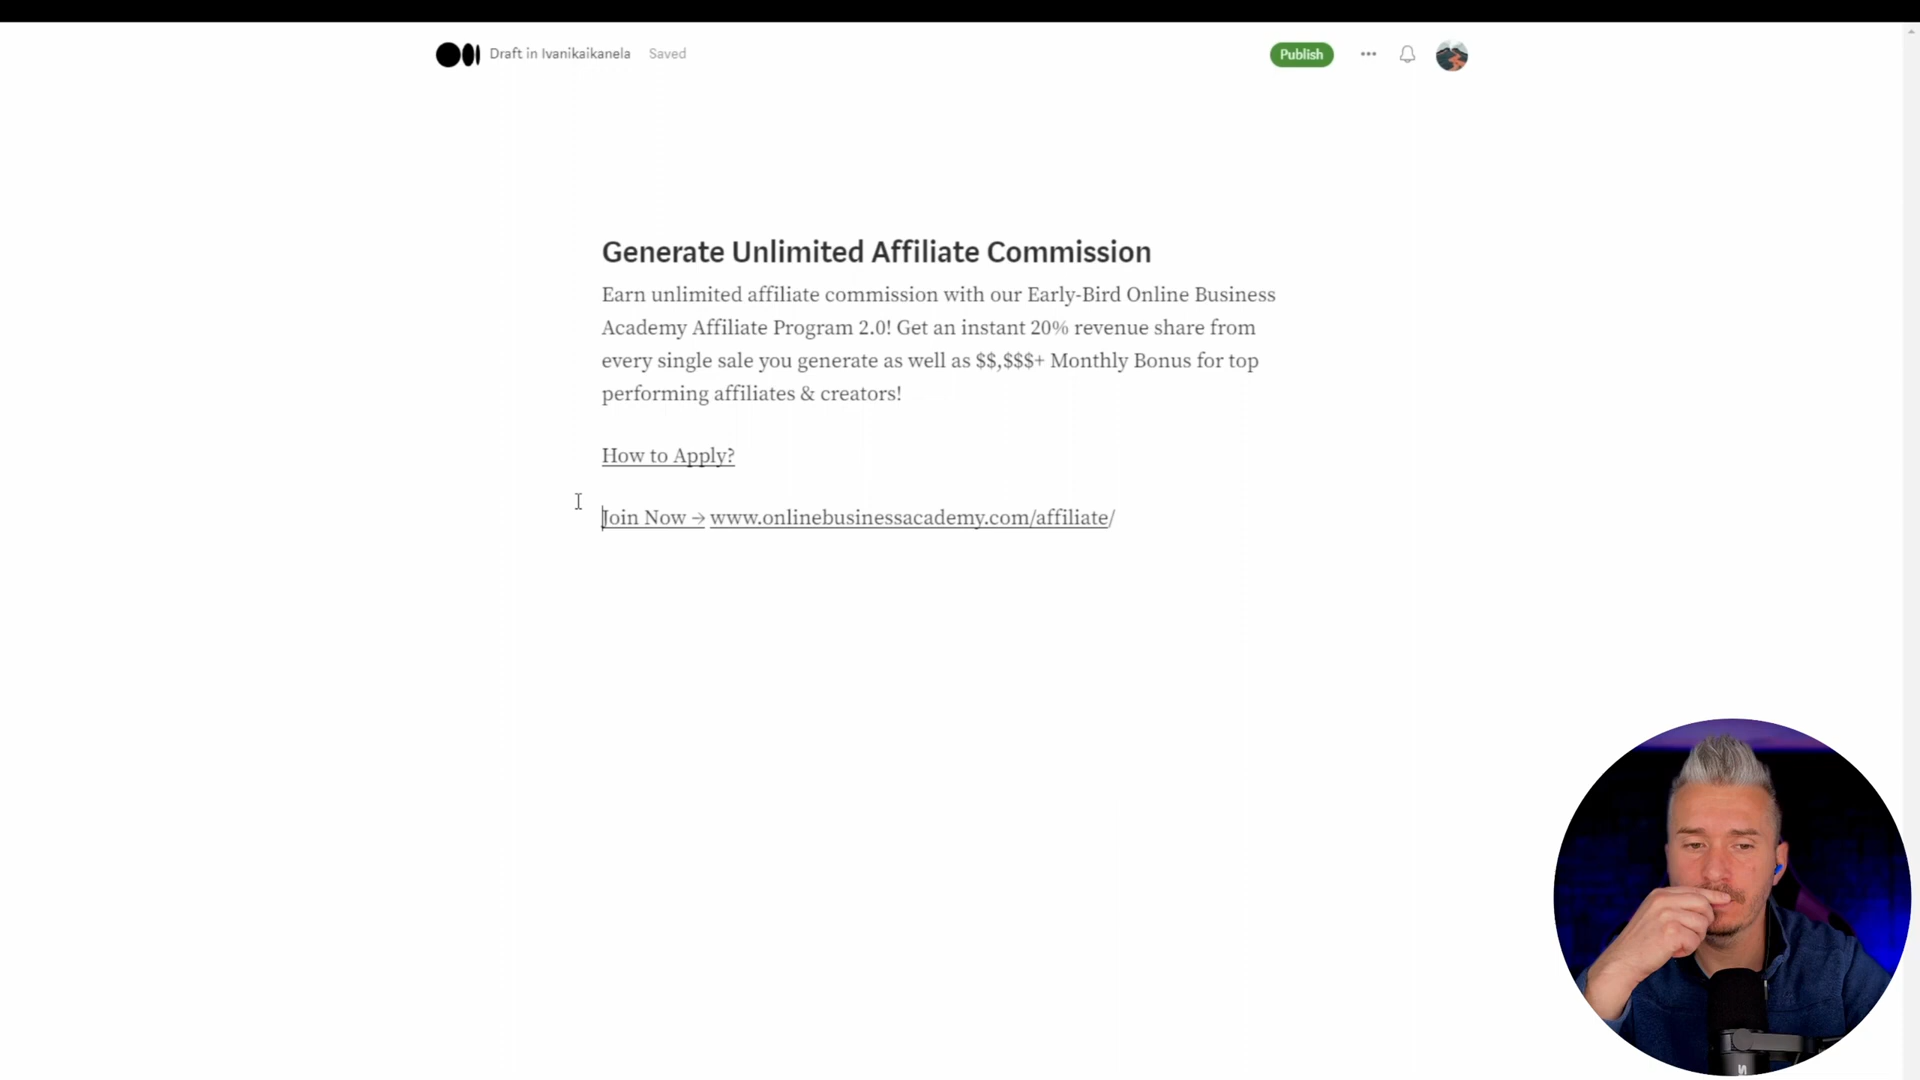 Draft in Ivanikaikanela Saved
Publish
Generate Unlimited Affiliate Commission
Earn unlimited affiliate commission with our Early-Bird Online Business
Academy Affiliate Program 2.0! Get an instant 20% revenue share from
every single sale you generate as well as $$,$$$+ Monthly Bonus for top
performing affiliates & creators!
How to Apply?
Join Now → www.onlinebusinessacademy.com/affiliate/